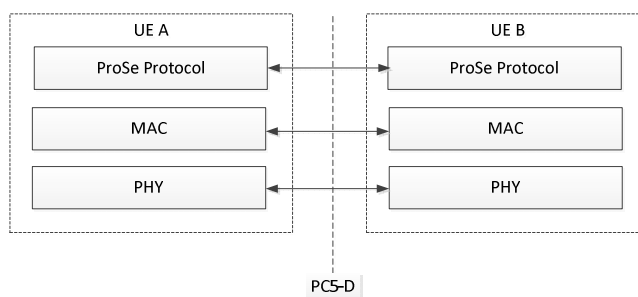 UE A
UE B
ProSe Protocol
ProSe Protocol
MAC
MAC
PHY
PHY
PC5-D